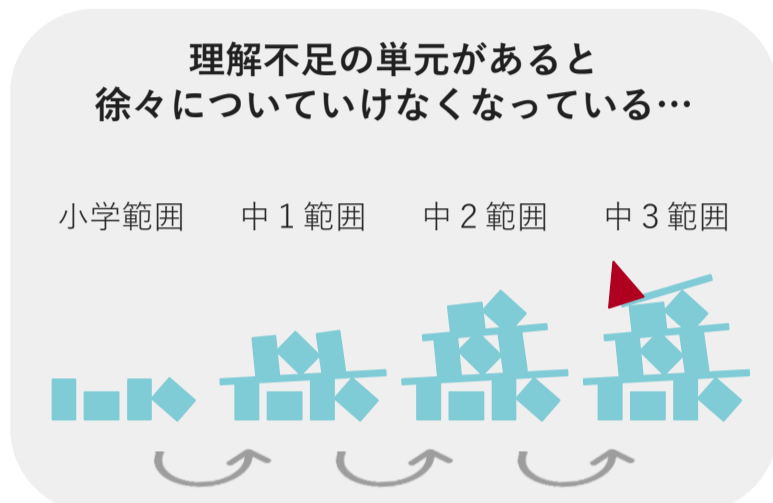 理解不足の単元があると
徐々についていけなくなっている…
小学範囲 中１範囲 中２範囲 中３範囲